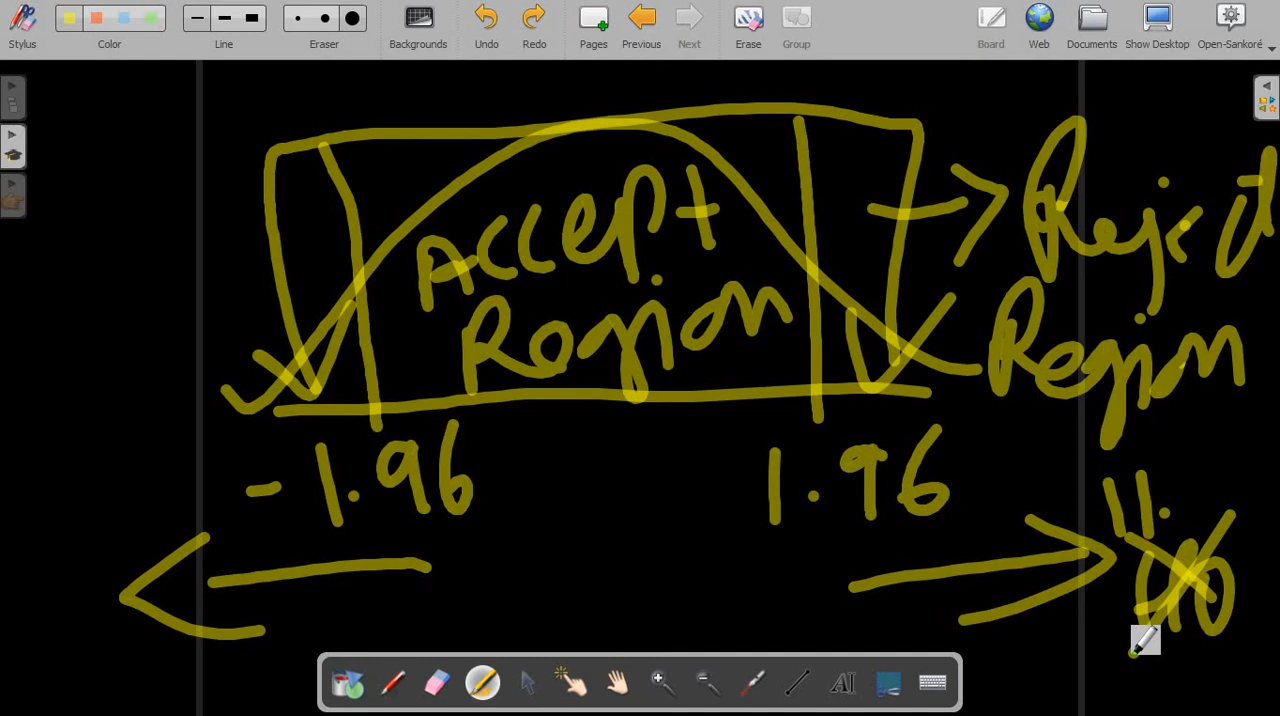 Stylus Color Line Eraser Backgrounds Undo Redo Pages Previous Next Erase Group Board Web Documents Show Desktop Open-Sankoré
Accept Reject
Region Region
-1.96 1.96
11.